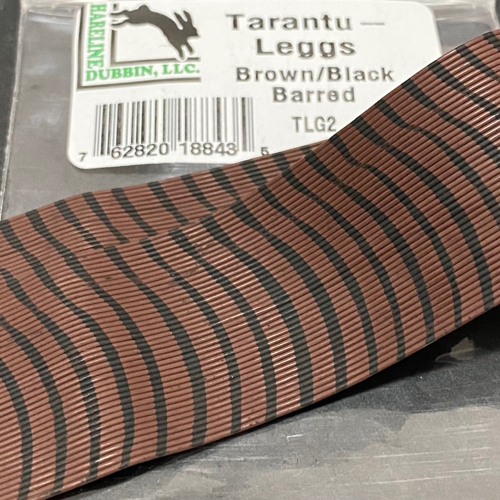 HARELINE
DUBBIN, LLC.
Tarantu—
Leggs
Brown/Black
Barred
TLG2
7 62820 18843 5